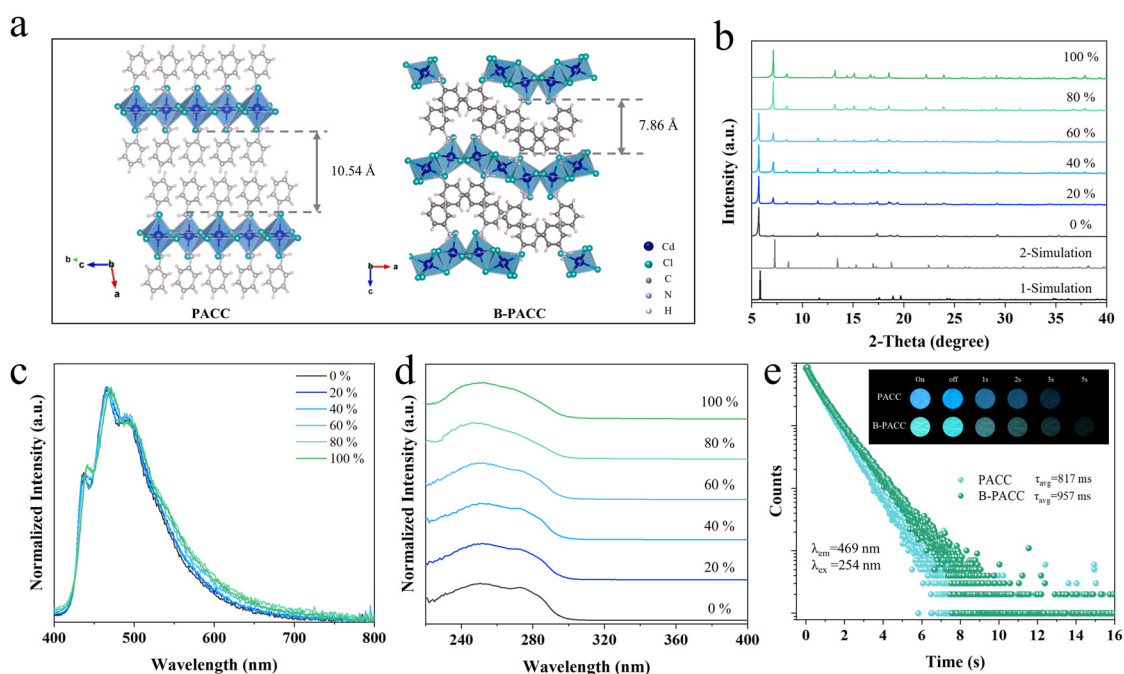 a
10.54 Å
7.86 Å
b
c
b
a
b
a
c
Cd
Cl
C
N
H
PACC
B-PACC
b
Intensity (a.u.)
100 %
80 %
60 %
40 %
20 %
0 %
2-Simulation
1-Simulation
5 10 15 20 25 30 35 40
2-Theta (degree)
c
Normalized Intensity (a.u.)
0 %
20 %
40 %
60 %
80 %
100 %
400 500 600 700 800
Wavelength (nm)
d
Normalized Intensity (a.u.)
100 %
80 %
60 %
40 %
20 %
0 %
240 280 320 360 400
Wavelength (nm)
e
Counts
On off 1s 2s 3s 5s
PACC
B-PACC
PACC τavg=817 ms
B-PACC τavg=957 ms
λem=469 nm
λex=254 nm
0 2 4 6 8 10 12 14 16
Time (s)